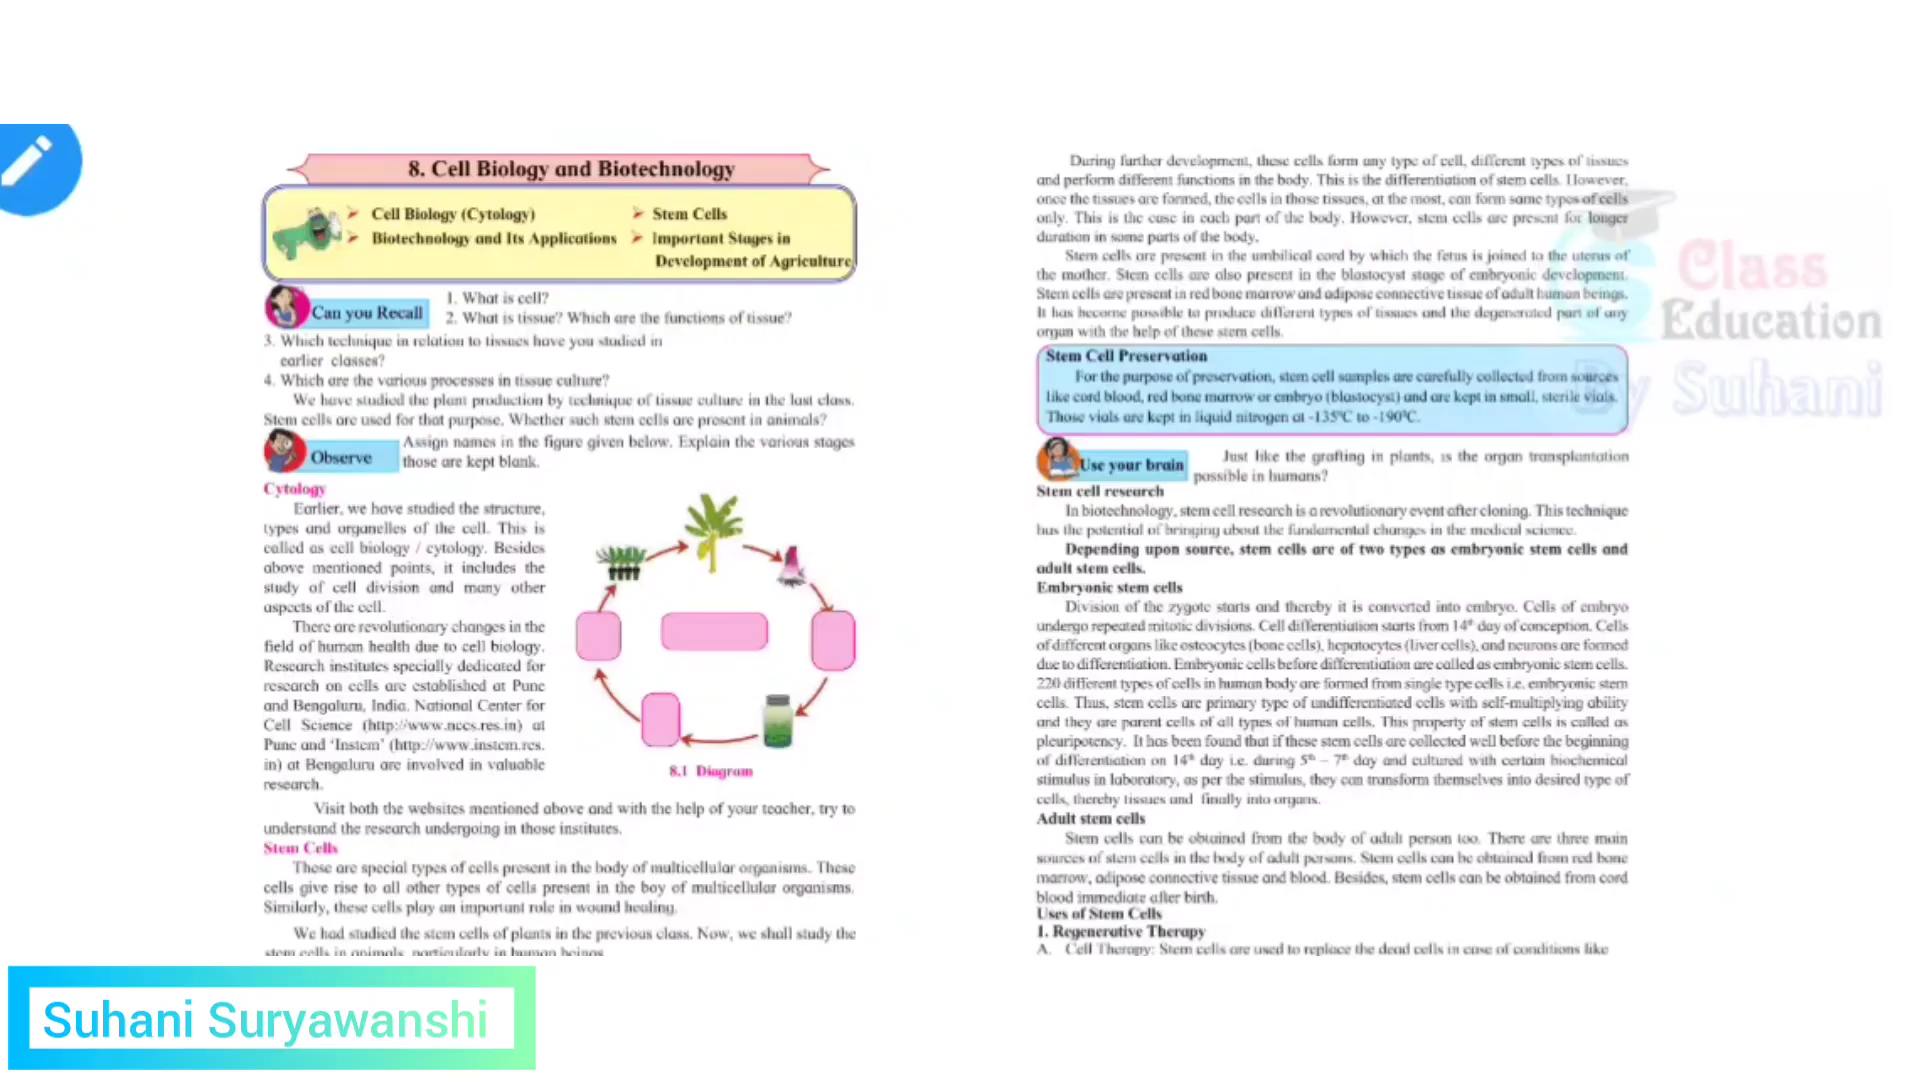 8. Cell Biology and Biotechnology
Cell Biology (Cytology)
Stem Cells
Biotechnology and Its Applications
Important Stages in
Development of Agriculture
Can you Recall
1. What is cell?
2. What is tissue? Which are the functions of tissue?
3. Which technique in relation to tissues have you studied in
earlier classes?
4. Which are the various processes in tissue culture?
We have studied the plant production by technique of tissue culture in the last class.
Stem cells are used for that purpose. Whether such stem cells are present in animals?
Observe
Assign names in the figure given below. Explain the various stages
those are kept blank.
Cytology
Earlier, we have studied the structure,
types and organelles of the cell. This is
called as cell biology / cytology. Besides
above mentioned points, it includes the
study of cell division and many other
aspects of the cell.
There are revolutionary changes in the
field of human health due to cell biology.
Research institutes specially dedicated for
research on cells are established at Pune
and Bengaluru, India. National Center for
Cell Science (http://www.nccs.res.in) at
Pune and ‘Instem’ (http://www.instem.res.
in) at Bengaluru are involved in valuable
research.
8.1 Diagram
Visit both the websites mentioned above and with the help of your teacher, try to
understand the research undergoing in those institutes.
Stem Cells
These are special types of cells present in the body of multicellular organisms. These
cells give rise to all other types of cells present in the boy of multicellular organisms.
Similarly, these cells play an important role in wound healing.
We had studied the stem cells of plants in the previous class. Now, we shall study the
stem cells in animals, particularly in human beings.
During further development, these cells form any type of cell, different types of tissues
and perform different functions in the body. This is the differentiation of stem cells. However,
once the tissues are formed, the cells in those tissues, at the most, can form same types of cells
only. This is the case in each part of the body. However, stem cells are present for longer
duration in some parts of the body.
Stem cells are present in the umbilical cord by which the fetus is joined to the uterus of
the mother. Stem cells are also present in the blastocyst stage of embryonic development.
Stem cells are present in red bone marrow and adipose connective tissue of adult human beings.
It has become possible to produce different types of tissues and the degenerated part of any
organ with the help of these stem cells.
Stem Cell Preservation
For the purpose of preservation, stem cell samples are carefully collected from sources
like cord blood, red bone marrow or embryo (blastocyst) and are kept in small, sterile vials.
Those vials are kept in liquid nitrogen at -135ºC to -190ºC.
Use your brain
Just like the grafting in plants, is the organ transplantation
possible in humans?
Stem cell research
In biotechnology, stem cell research is a revolutionary event after cloning. This technique
has the potential of bringing about the fundamental changes in the medical science.
Depending upon source, stem cells are of two types as embryonic stem cells and
adult stem cells.
Embryonic stem cells
Division of the zygote starts and thereby it is converted into embryo. Cells of embryo
undergo repeated mitotic divisions. Cell differentiation starts from 14th day of conception. Cells
of different organs like osteocytes (bone cells), hepatocytes (liver cells), and neurons are formed
due to differentiation. Embryonic cells before differentiation are called as embryonic stem cells.
220 different types of cells in human body are formed from single type cells i.e. embryonic stem
cells. Thus, stem cells are primary type of undifferentiated cells with self-multiplying ability
and they are parent cells of all types of human cells. This property of stem cells is called as
pleuripotency. It has been found that if these stem cells are collected well before the beginning
of differentiation on 14th day i.e. during 5th – 7th day and cultured with certain biochemical
stimulus in laboratory, as per the stimulus, they can transform themselves into desired type of
cells, thereby tissues and finally into organs.
Adult stem cells
Stem cells can be obtained from the body of adult person too. There are three main
sources of stem cells in the body of adult persons. Stem cells can be obtained from red bone
marrow, adipose connective tissue and blood. Besides, stem cells can be obtained from cord
blood immediate after birth.
Uses of Stem Cells
1. Regenerative Therapy
A. Cell Therapy: Stem cells are used to replace the dead cells in case of conditions like
Class
Education
By Suhani
Suhani Suryawanshi